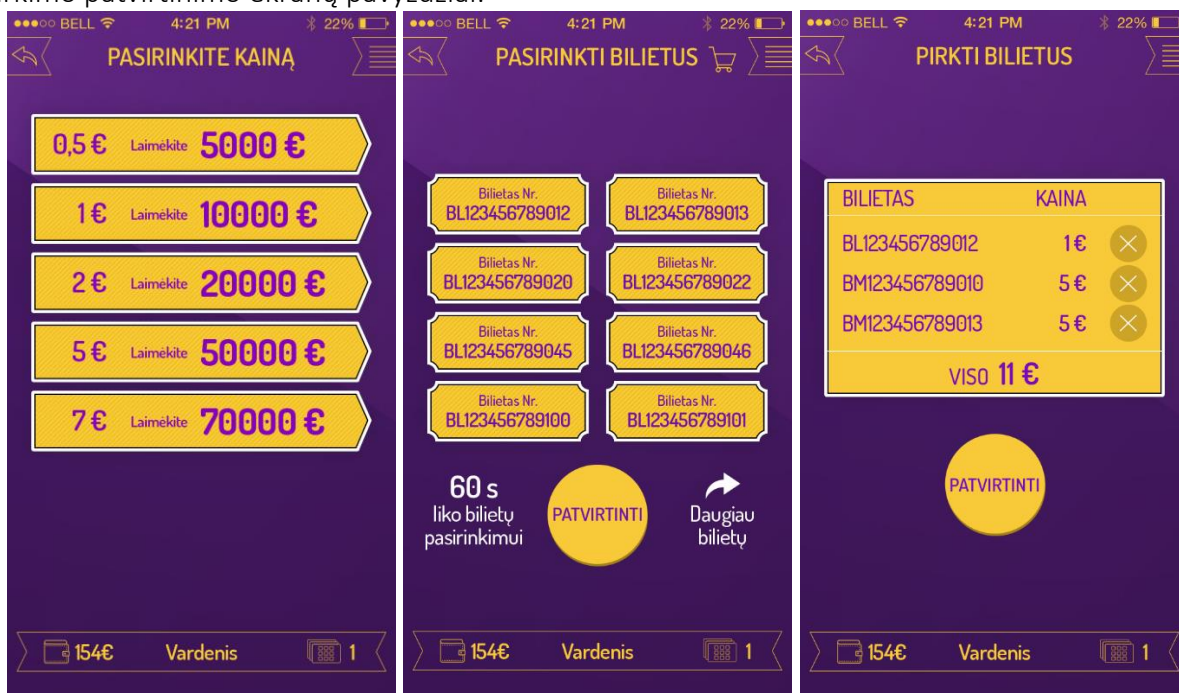 patvirtinimo ekranų pavyzdžiai:
BELL 4:21 PM 22%
PASIRINKITE KAINĄ
0,5 € Laimėkite 5000 €
1 € Laimėkite 10000 €
2 € Laimėkite 20000 €
5 € Laimėkite 50000 €
7 € Laimėkite 70000 €
154€ Vardenis 1
BELL 4:21 PM 22%
PASIRINKTI BILIETUS
Bilietas Nr.
BL123456789012
Bilietas Nr.
BL123456789013
Bilietas Nr.
BL123456789020
Bilietas Nr.
BL123456789022
Bilietas Nr.
BL123456789045
Bilietas Nr.
BL123456789046
Bilietas Nr.
BL123456789100
Bilietas Nr.
BL123456789101
60 s
liko bilietų
pasirinkimui
PATVIRTINTI
Daugiau
bilietų
154€ Vardenis 1
BELL 4:21 PM 22%
PIRKTI BILIETUS
BILIETAS KAINA
BL123456789012 1 €
BM123456789010 5 €
BM123456789013 5 €
VISO 11 €
PATVIRTINTI
154€ Vardenis 1